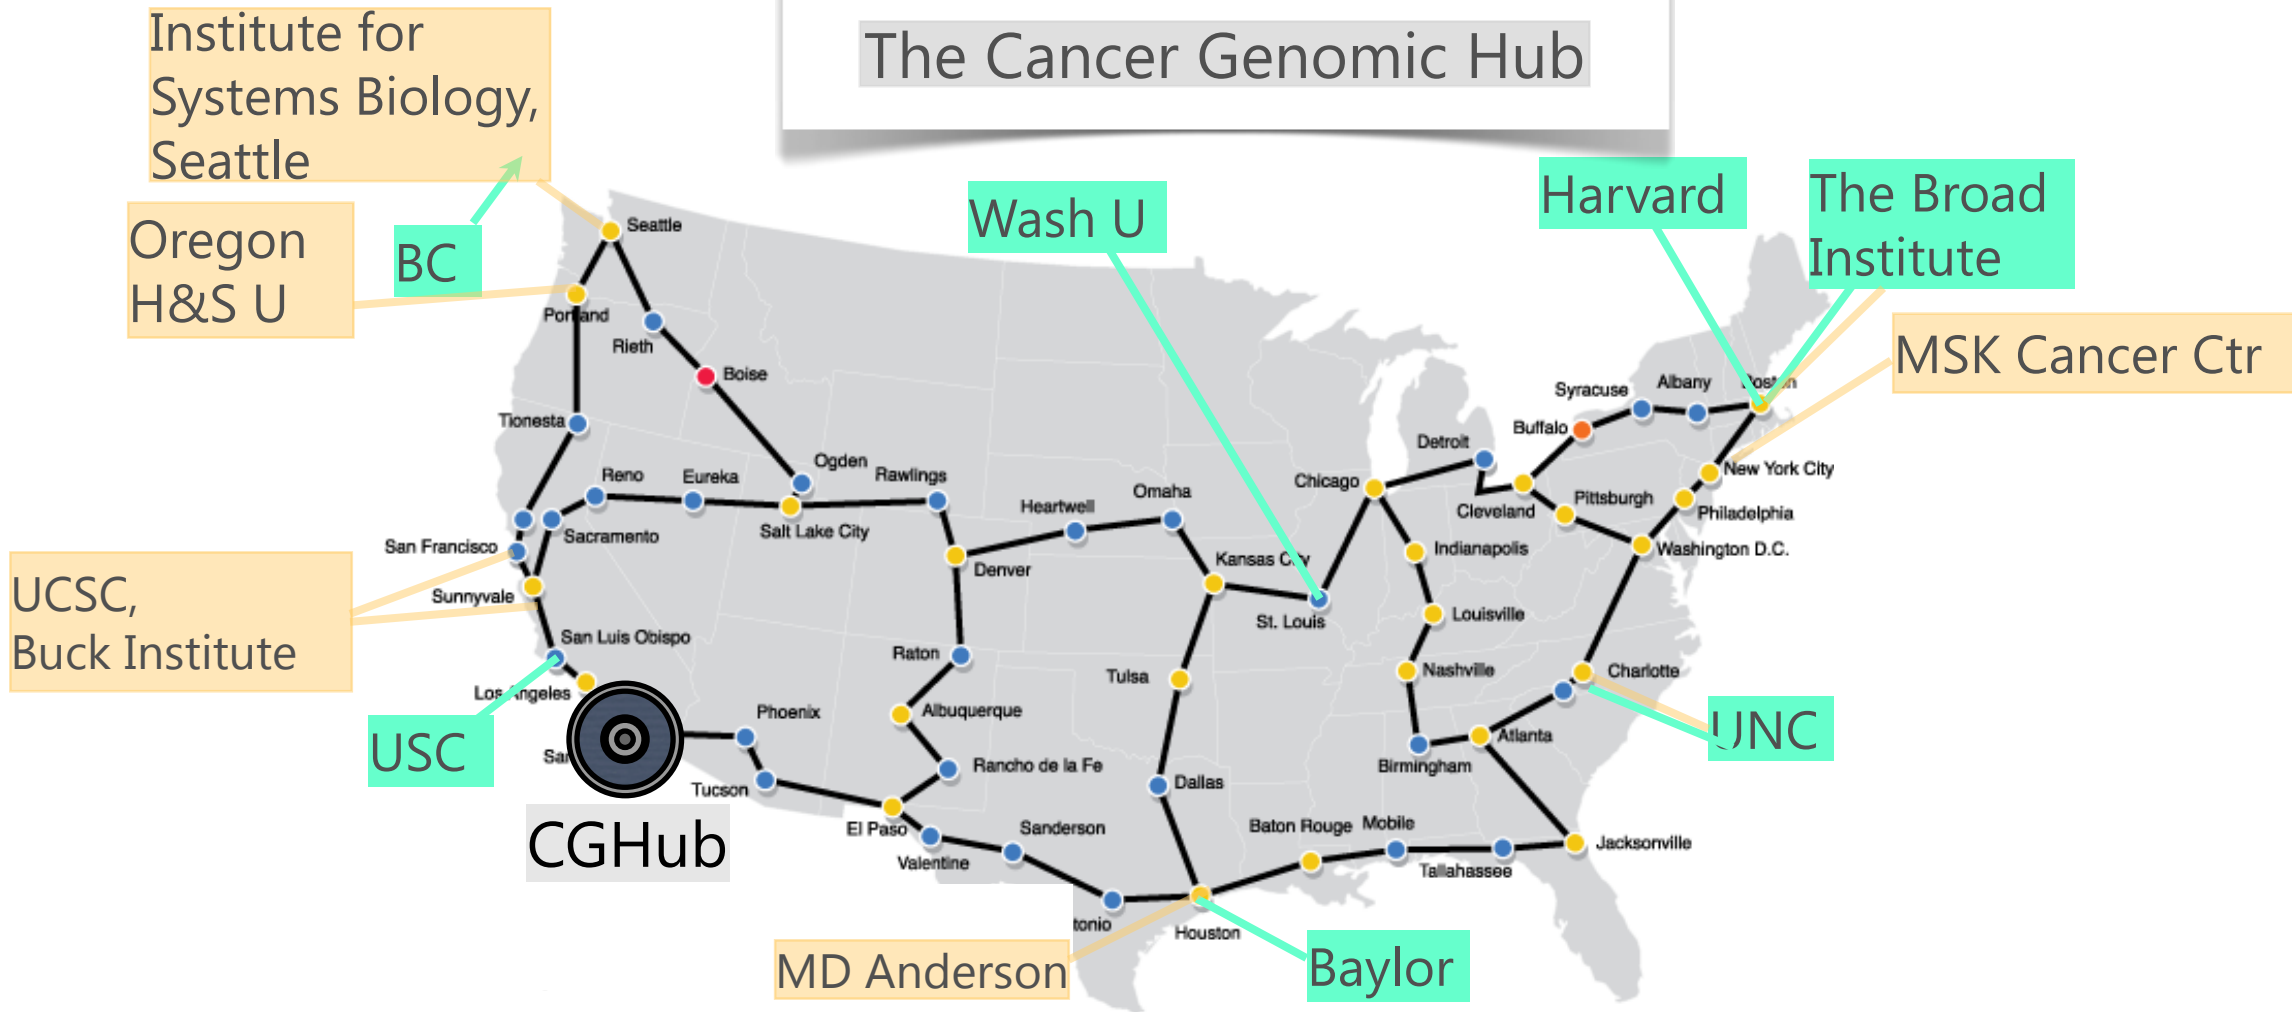 The Cancer Genomic Hub
Institute for
Systems Biology,
Seattle
Oregon
H&S U
BC
Wash U
Harvard
The Broad
Institute
MSK Cancer Ctr
Seattle
Portland
Rieth
Boise
Tionesta
Reno
Eureka
Ogden
Rawlings
Salt Lake City
Sacramento
San Francisco
Sunnyvale
UCSC,
Buck Institute
San Luis Obispo
Los Angeles
USC
San
CGHub
Phoenix
Tucson
Denver
Raton
Albuquerque
Rancho de la Fe
El Paso
Valentine
Sanderson
tonio
Houston
MD Anderson
Baylor
Heartwell
Omaha
Kansas City
St. Louis
Tulsa
Dallas
Chicago
Detroit
Cleveland
Indianapolis
Louisville
Nashville
Birmingham
Atlanta
Baton Rouge
Mobile
Tallahassee
Jacksonville
Charlotte
UNC
Washington D.C.
Philadelphia
New York City
Pittsburgh
Buffalo
Syracuse
Albany
Boston